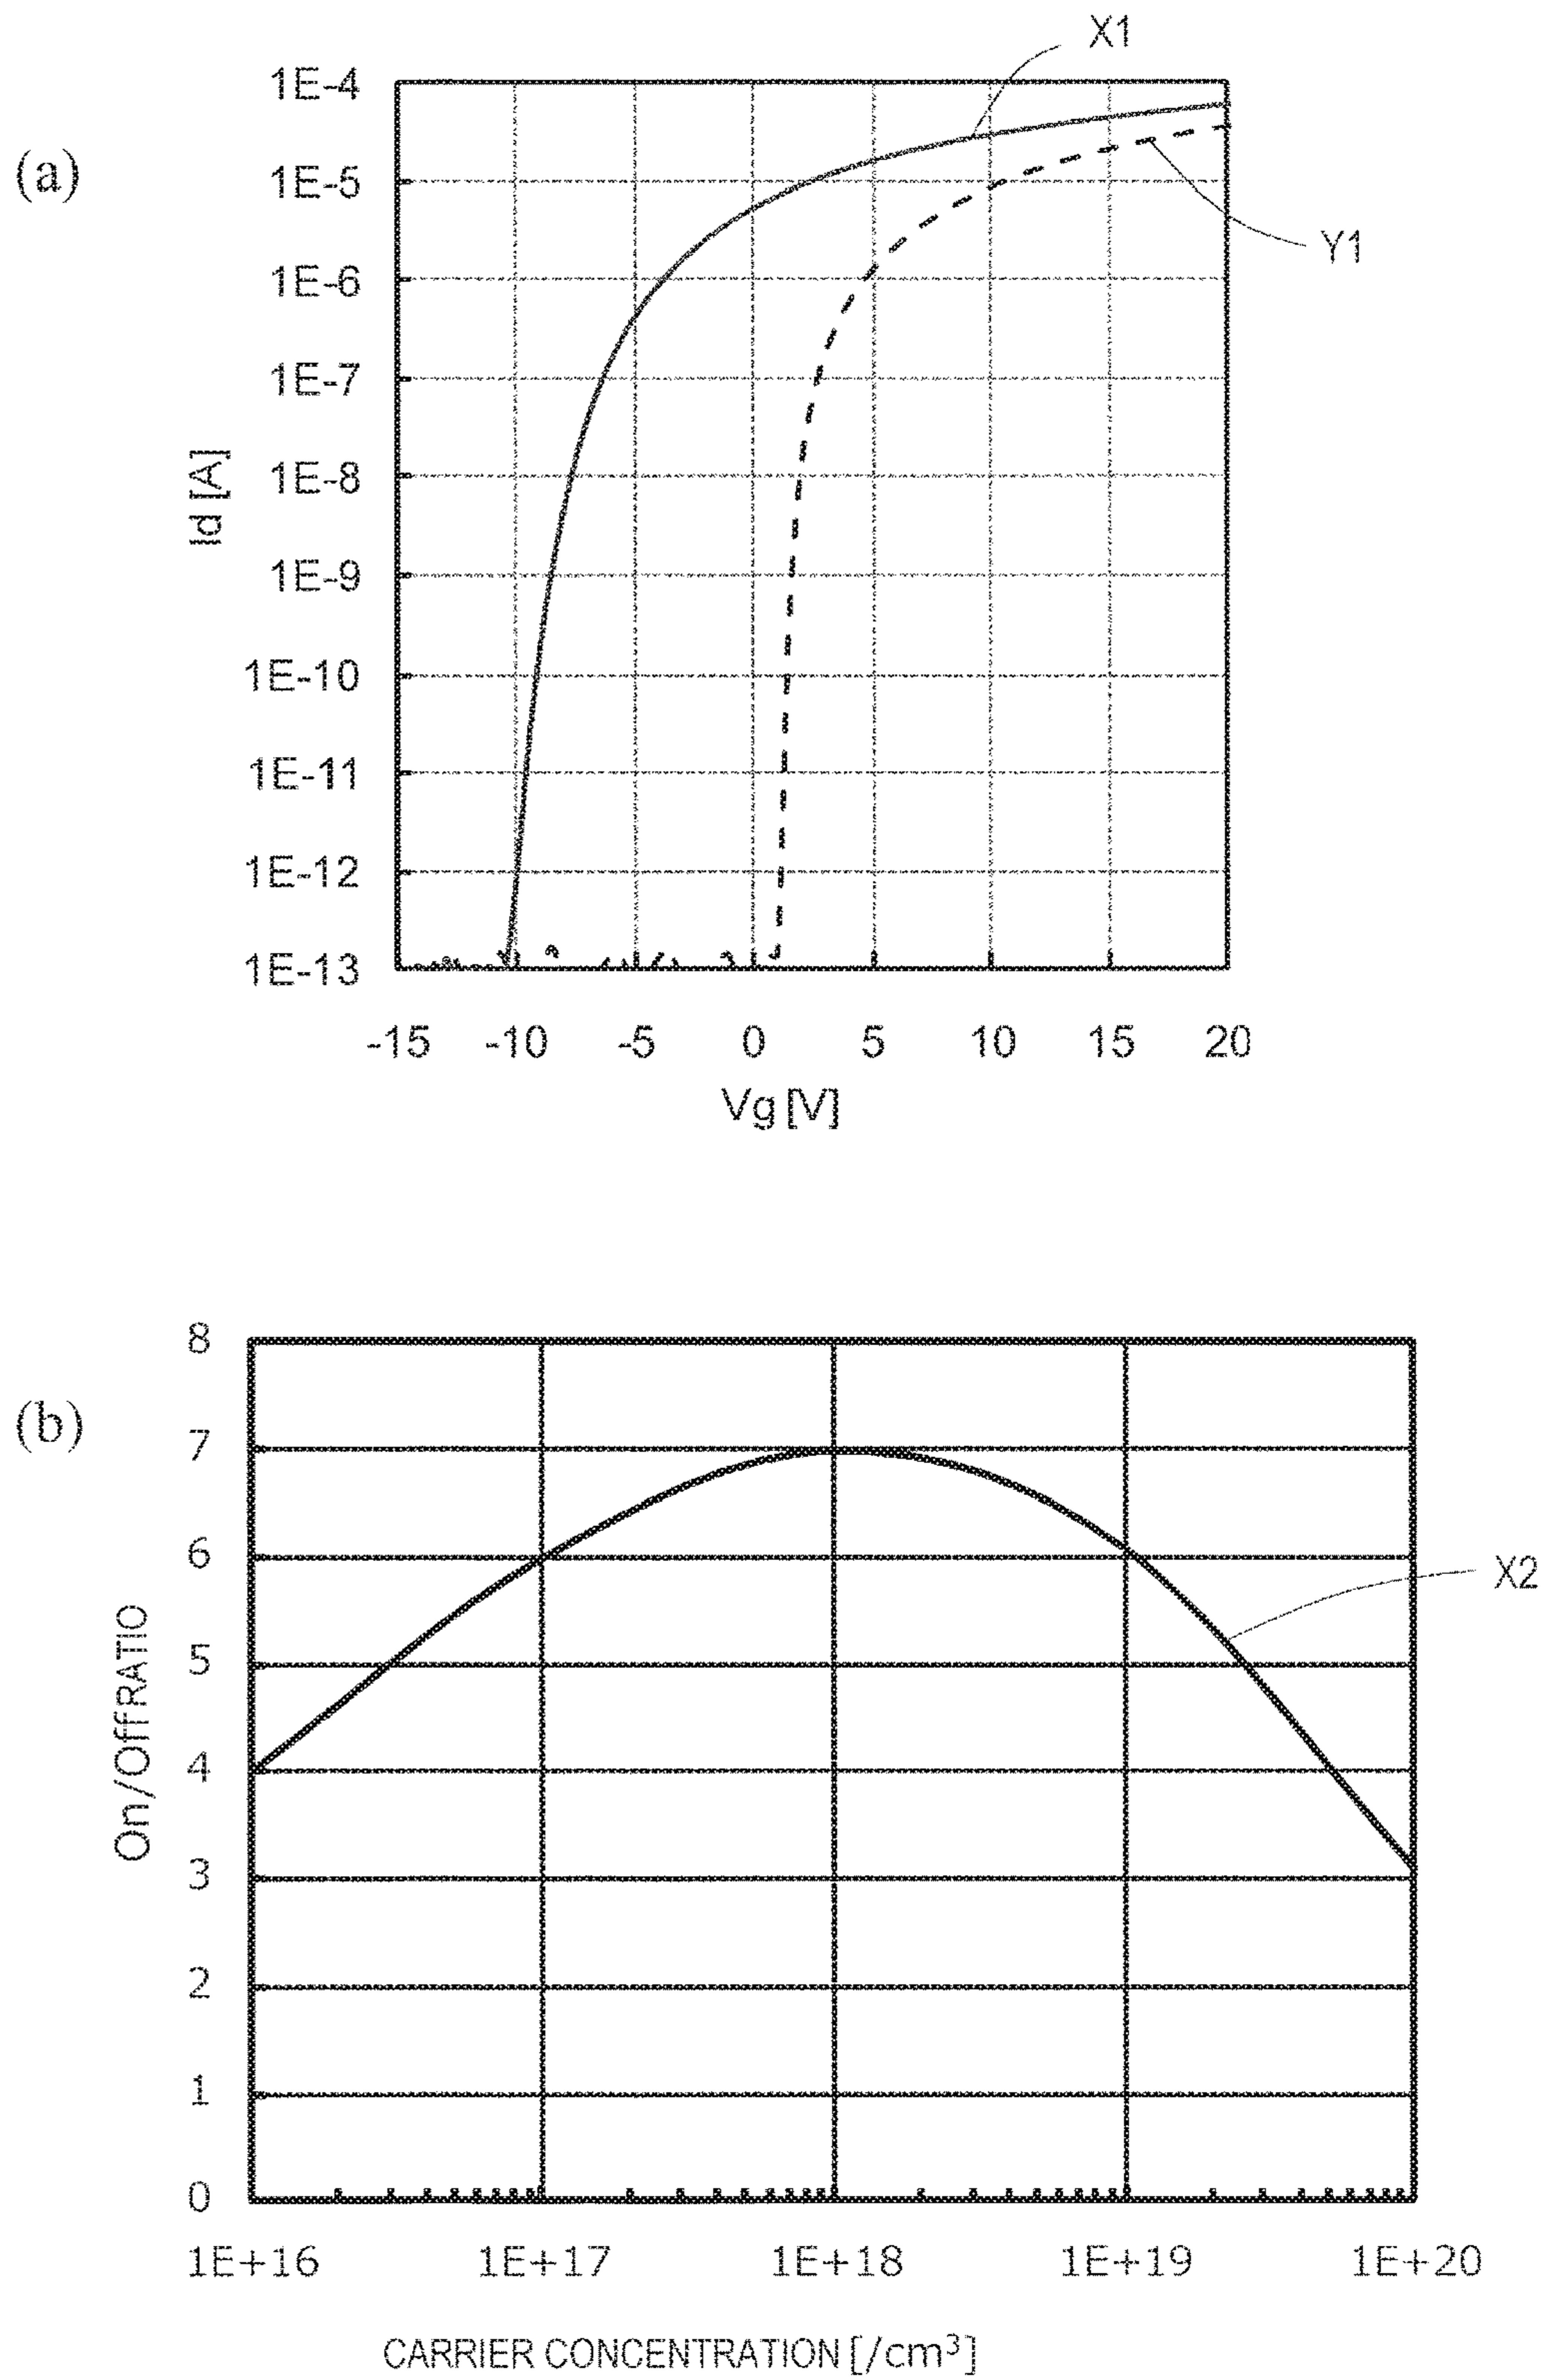 X1
1E-4
(a)
1E-5
Y1
1E-6
1E-7
1E-8
Id [A]
1E-9
1E-10
1E-11
1E-12
1E-13
-15 -10 -5 0 5 10 15 20
Vg [V]
8
(b)
7
6
X2
5
On/OffRATIO
4
3
2
1
0
1E+16 1E+17 1E+18 1E+19 1E+20
CARRIER CONCENTRATION [/cm³]